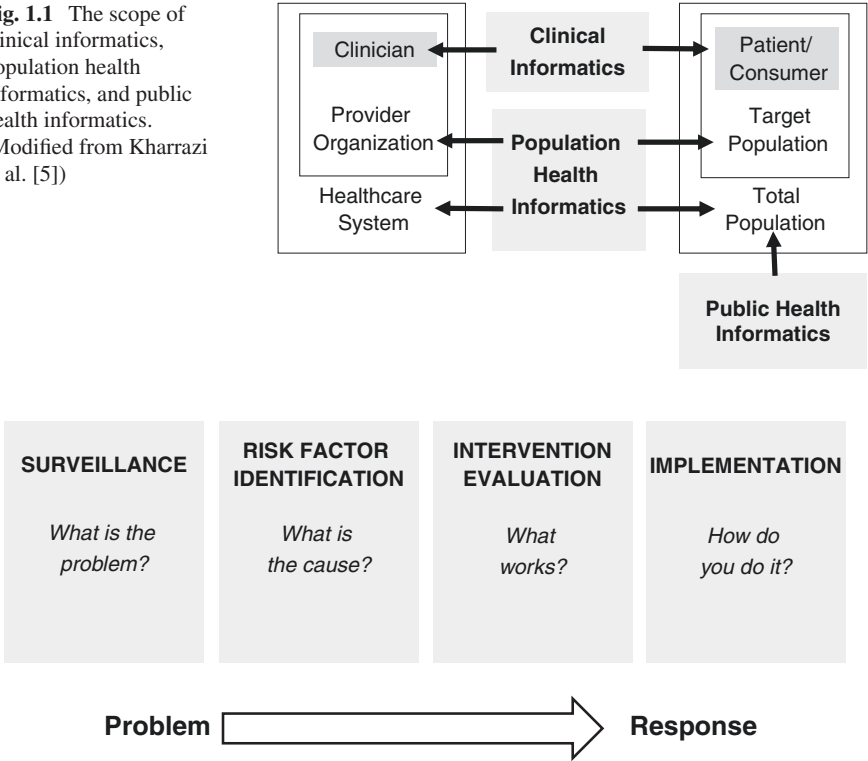 ig. 1.1 The scope of
linical informatics,
opulation health
nformatics, and public
ealth informatics.
Modified from Kharrazi
al. [5])
Clinician
Provider
Organization
Healthcare
System
Clinical
Informatics
Population
Health
Informatics
Patient/
Consumer
Target
Population
Total
Population
Public Health
Informatics
SURVEILLANCE
What is the
problem?
RISK FACTOR
IDENTIFICATION
What is
the cause?
INTERVENTION
EVALUATION
What
works?
IMPLEMENTATION
How do
you do it?
Problem
Response